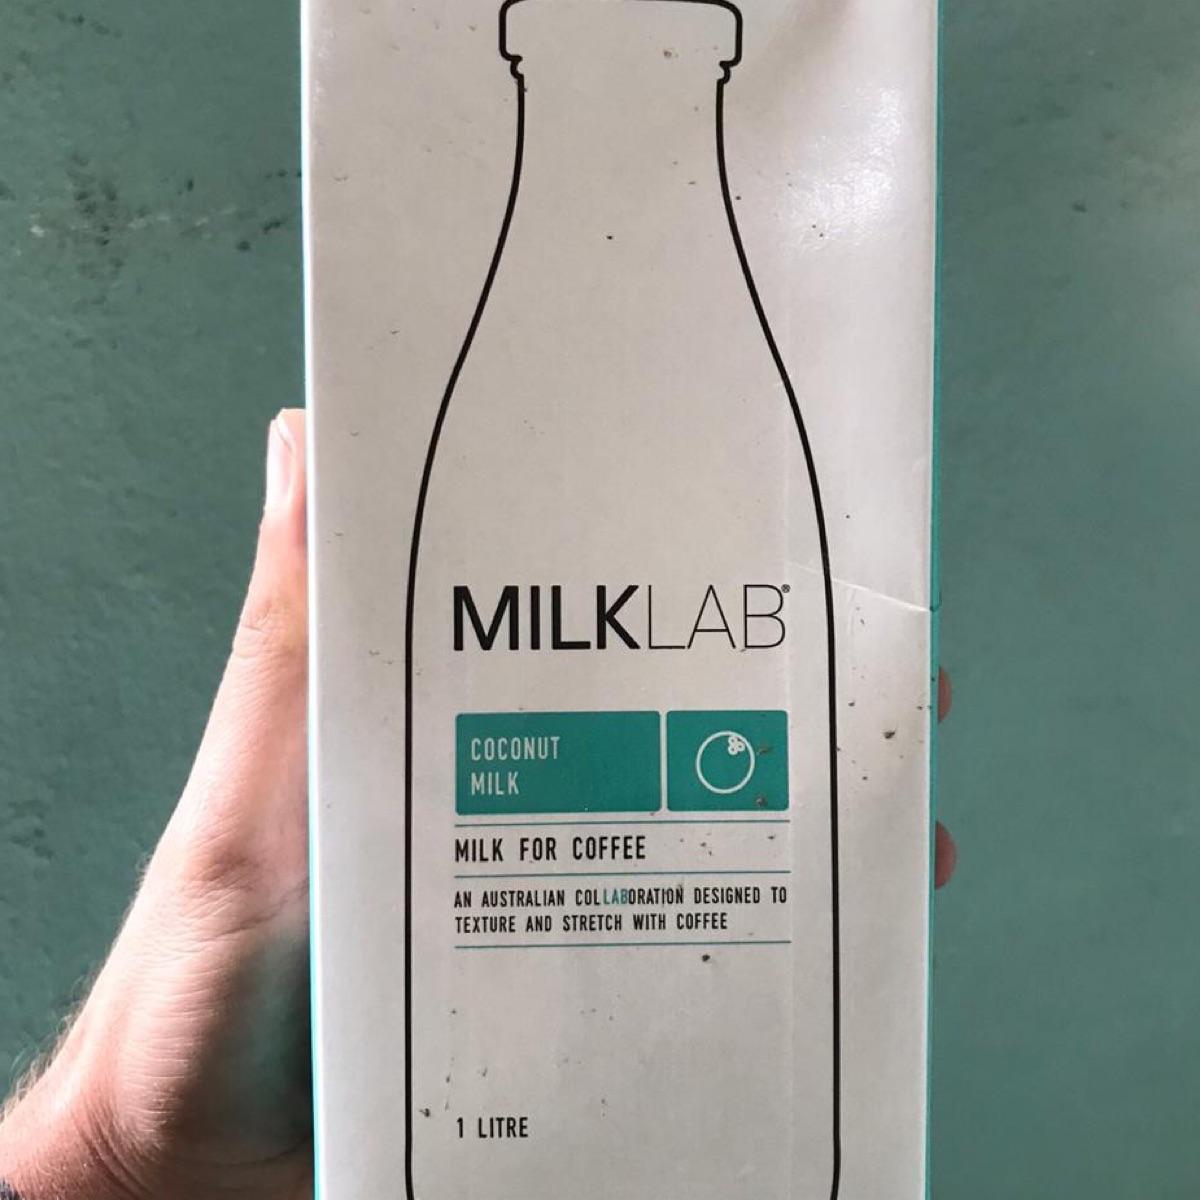 MILKLAB®
COCONUT
MILK
MILK FOR COFFEE
AN AUSTRALIAN COLLABORATION DESIGNED TO
TEXTURE AND STRETCH WITH COFFEE
1 LITRE